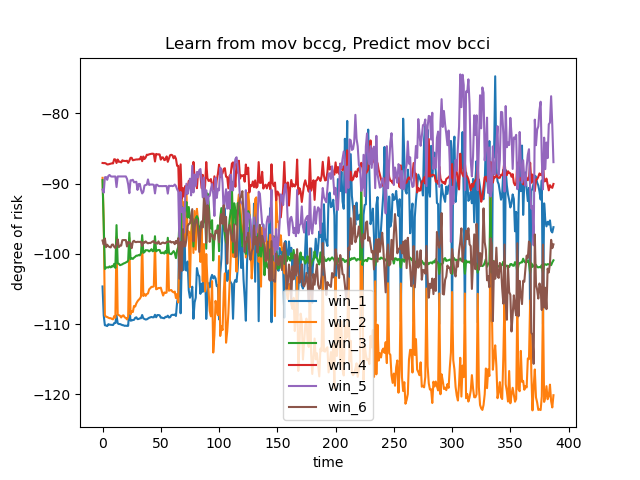 Learn from mov bccg, Predict mov bcci
degree of risk
−80
−90
−100
−110
−120
win_1
win_2
win_3
win_4
win_5
win_6
0 50 100 150 200 250 300 350 400
time